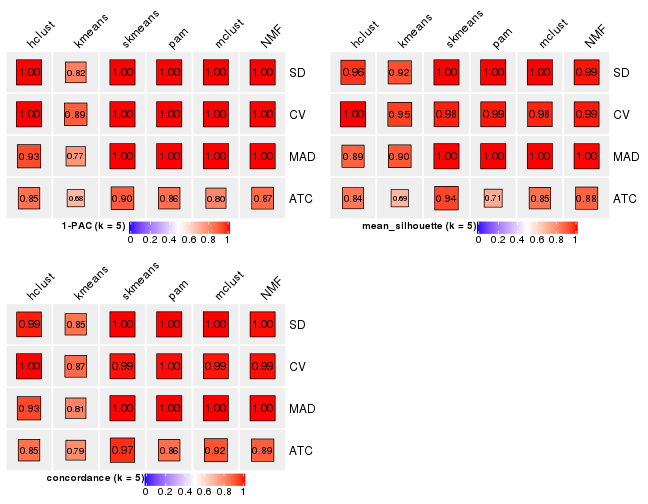 hclust kmeans skmeans pam mclust NMF
1.00 0.82 1.00 1.00 1.00 1.00 SD
1.00 0.89 1.00 1.00 1.00 1.00 CV
0.93 0.77 1.00 1.00 1.00 1.00 MAD
0.85 0.68 0.90 0.86 0.80 0.87 ATC
1-PAC (k = 5)
0 0.2 0.4 0.6 0.8 1
hclust kmeans skmeans pam mclust NMF
0.96 0.92 1.00 1.00 1.00 0.99 SD
1.00 0.95 0.98 0.99 0.98 0.99 CV
0.89 0.90 1.00 1.00 1.00 1.00 MAD
0.84 0.69 0.94 0.71 0.85 0.88 ATC
mean_silhouette (k = 5)
0 0.2 0.4 0.6 0.8 1
hclust kmeans skmeans pam mclust NMF
0.99 0.85 1.00 1.00 1.00 1.00 SD
1.00 0.87 0.99 1.00 0.99 0.99 CV
0.93 0.81 1.00 1.00 1.00 1.00 MAD
0.85 0.79 0.97 0.86 0.92 0.89 ATC
concordance (k = 5)
0 0.2 0.4 0.6 0.8 1